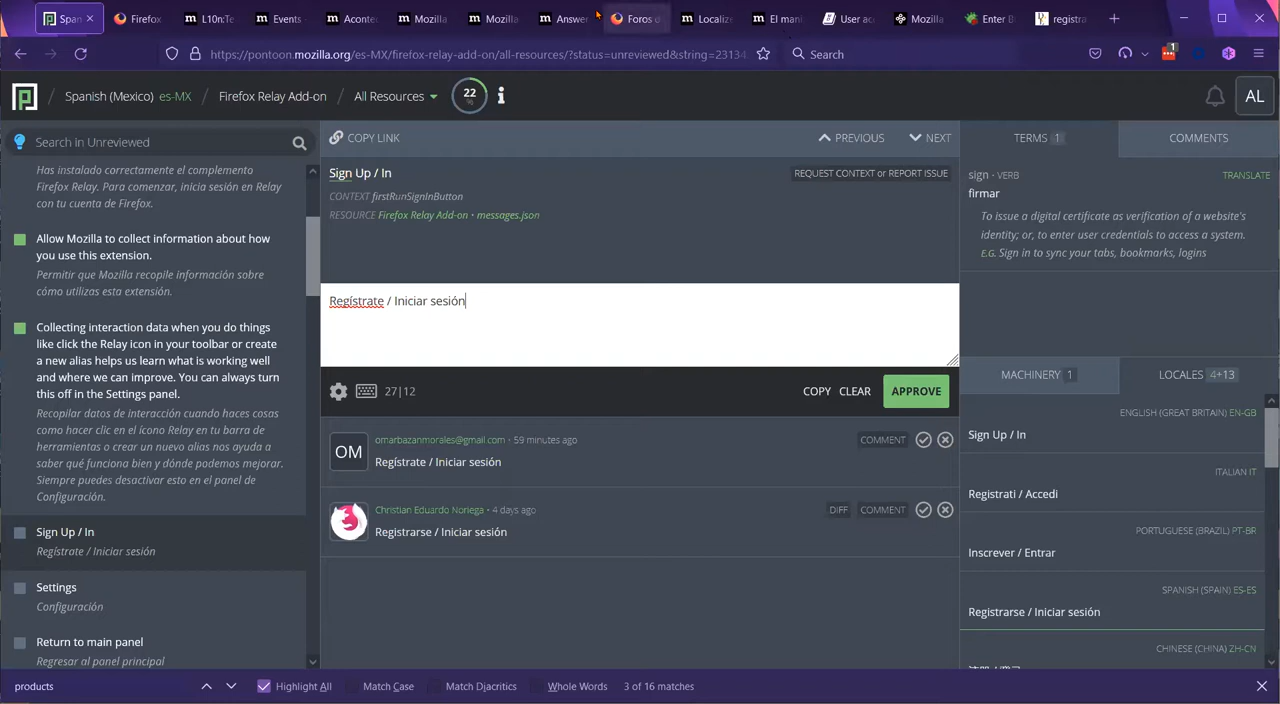 Span
Firefox
L10n:Te
Events
Aconte
Mozilla
Mozilla
Answer
Foros d
Localize
El mani
User ac
Mozilla
Enter B
registra
https://pontoon.mozilla.org/es-MX/firefox-relay-add-on/all-resources/?status=unreviewed&string=23134
Search
1
/ Spanish (Mexico) es-MX / Firefox Relay Add-on / All Resources
22 %
AL
Search in Unreviewed
Has instalado correctamente el complemento
Firefox Relay. Para comenzar, inicia sesión en Relay
con tu cuenta de Firefox.
Allow Mozilla to collect information about how
you use this extension.
Permitir que Mozilla recopile información sobre
cómo utilizas esta extensión.
Collecting interaction data when you do things
like click the Relay icon in your toolbar or create
a new alias helps us learn what is working well
and where we can improve. You can always turn
this off in the Settings panel.
Recopilar datos de interacción cuando haces cosas
como hacer clic en el ícono Relay en tu barra de
herramientas o crear un nuevo alias nos ayuda a
saber qué funciona bien y dónde podemos mejorar.
Siempre puedes desactivar esto en el panel de
Configuración.
Sign Up / In
Regístrate / Iniciar sesión
Settings
Configuración
Return to main panel
Regresar al panel principal
COPY LINK
PREVIOUS
NEXT
Sign Up / In
REQUEST CONTEXT or REPORT ISSUE
CONTEXT firstRunSignInButton
RESOURCE Firefox Relay Add-on • messages.json
Regístrate / Iniciar sesión
27|12
COPY
CLEAR
APPROVE
OM
omarbazanmorales@gmail.com • 59 minutes ago
COMMENT
Regístrate / Iniciar sesión
Christian Eduardo Noriega • 4 days ago
DIFF
COMMENT
Registrarse / Iniciar sesión
TERMS 1
COMMENTS
sign • VERB
TRANSLATE
firmar
To issue a digital certificate as verification of a website's
identity; or, to enter user credentials to access a system.
E.G. Sign in to sync your tabs, bookmarks, logins
MACHINERY 1
LOCALES 4+13
ENGLISH (GREAT BRITAIN) EN-GB
Sign Up / In
ITALIAN IT
Registrati / Accedi
PORTUGUESE (BRAZIL) PT-BR
Inscrever / Entrar
SPANISH (SPAIN) ES-ES
Registrarse / Iniciar sesión
CHINESE (CHINA) ZH-CN
products
Highlight All
Match Case
Match Diacritics
Whole Words
3 of 16 matches